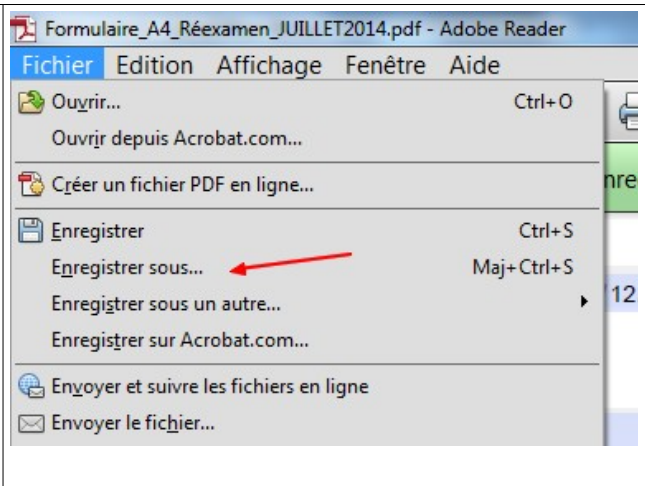 Formulaire_A4_Réexamen_JUILLET2014.pdf - Adobe Reader
Fichier Edition Affichage Fenêtre Aide
Ouvrir... Ctrl+O
Ouvrir depuis Acrobat.com...
Créer un fichier PDF en ligne...
nre
Enregistrer Ctrl+S
Enregistrer sous... Maj+Ctrl+S
Enregistrer sous un autre...
12
Enregistrer sur Acrobat.com...
Envoyer et suivre les fichiers en ligne
Envoyer le fichier...